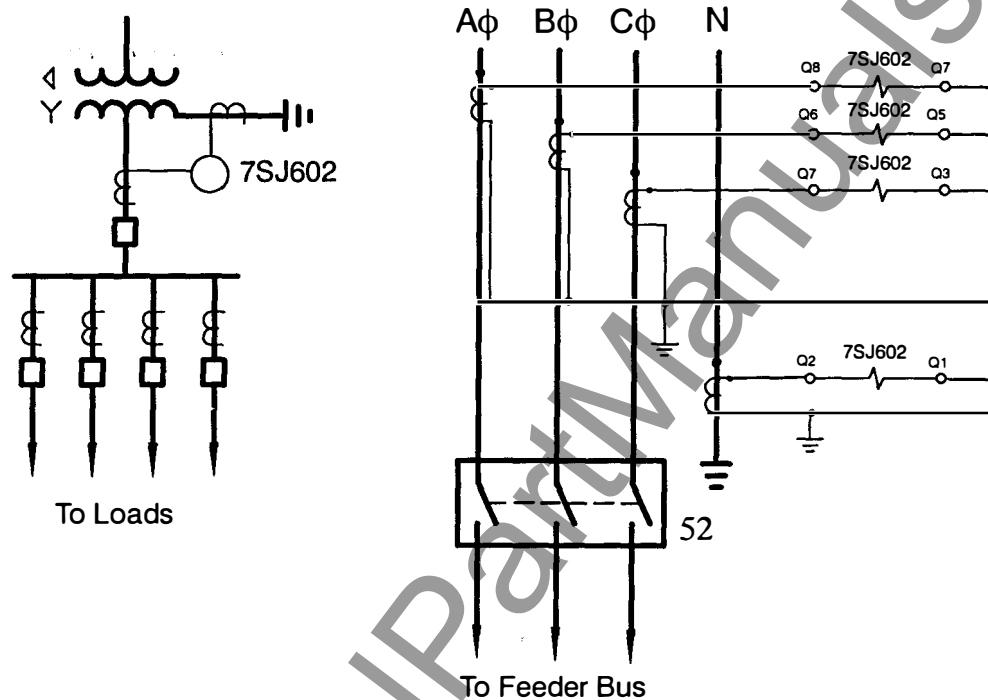 Aϕ Bϕ Cϕ N
7SJ602
Q8 Q7
7SJ602
Q6 Q5
7SJ602
Q7 Q3
7SJ602
7SJ602
Q2 Q1
52
To Loads
To Feeder Bus
lPartManuals